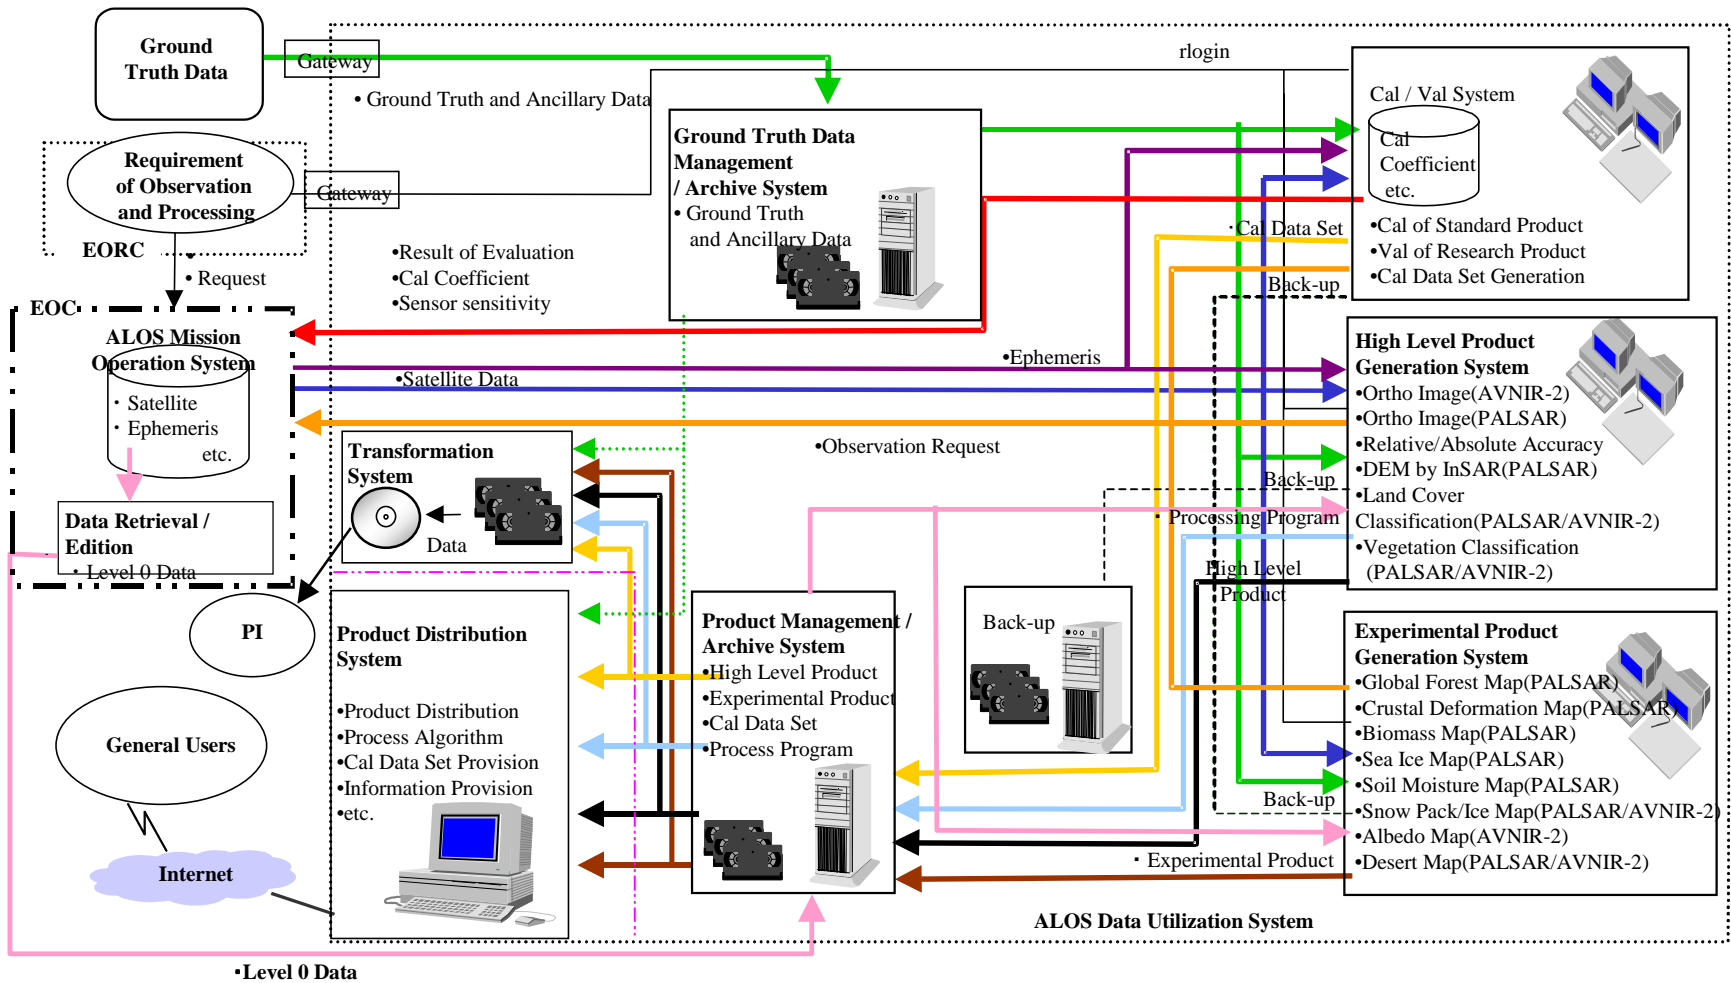 Ground
Truth Data
Gateway
rlogin
• Ground Truth and Ancillary Data
Requirement
of Observation
and Processing
Gateway
EORC
•
• Request
•Result of Evaluation
•Cal Coefficient
•Sensor sensitivity
Ground Truth Data
Management
/ Archive System
• Ground Truth
and Ancillary Data
Cal / Val System
Cal
Coefficient
etc.
•Cal of Standard Product
•Val of Research Product
•Cal Data Set Generation
・Cal Data Set
Back-up
EOC
ALOS Mission
Operation System
・ Satellite
・ Ephemeris
etc.
Data Retrieval /
Edition
・ Level 0 Data
•Ephemeris
•Satellite Data
•Observation Request
High Level Product
Generation System
•Ortho Image(AVNIR-2)
•Ortho Image(PALSAR)
•Relative/Absolute Accuracy
•DEM by InSAR(PALSAR)
•Land Cover
Classification(PALSAR/AVNIR-2)
•Vegetation Classification
(PALSAR/AVNIR-2)
Back-up
・ Processing Program
High Level
Product
Transformation
System
Data
PI
Product Distribution
System
•Product Distribution
•Process Algorithm
•Cal Data Set Provision
•Information Provision
•etc.
Product Management /
Archive System
•High Level Product
•Experimental Product
•Cal Data Set
•Process Program
Back-up
Experimental Product
Generation System
•Global Forest Map(PALSAR)
•Crustal Deformation Map(PALSAR)
•Biomass Map(PALSAR)
•Sea Ice Map(PALSAR)
•Soil Moisture Map(PALSAR)
•Snow Pack/Ice Map(PALSAR/AVNIR-2)
•Albedo Map(AVNIR-2)
•Desert Map(PALSAR/AVNIR-2)
Back-up
・ Experimental Product
General Users
Internet
ALOS Data Utilization System
・Level 0 Data